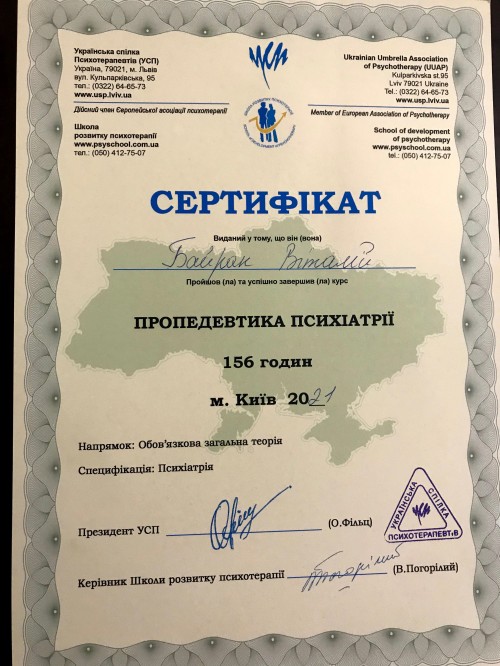 Українська спілка
Психотерапевтів (УСП)
Україна, 79021, м. Львів
вул. Кульпарківська, 95
тел.: (0322) 64-65-73
www.usp.lviv.ua
Дійсний член Європейської асоціації психотерапії
Школа
розвитку психотерапії
www.psyschool.com.ua
тел.: (050) 412-75-07
Ukrainian Umbrella Association
of Psychotherapy (UUAP)
Kulparkivska st.95
Lviv 79021 Ukraine
Tel.: (0322) 64-65-73
www.usp.lviv.ua
Member of European Association of Psychotherapy
School of development
of psychotherapy
www.psyschool.com.ua
тел.: (050) 412-75-07
СЕРТИФІКАТ
Виданий у тому, що він (вона)
Байрак Віталій
Пройшов (ла) та успішно завершив (ла) курс
ПРОПЕДЕВТИКА ПСИХІАТРІЇ
156 годин
м. Київ 2021
Напрямок: Обов'язкова загальна теорія
Специфікація: Психіатрія
Президент УСП (О.Фільц)
УКРАЇНСЬКА СПІЛКА ПСИХОТЕРАПЕВТІВ
Керівник Школи розвитку психотерапії (В.Погорілий)